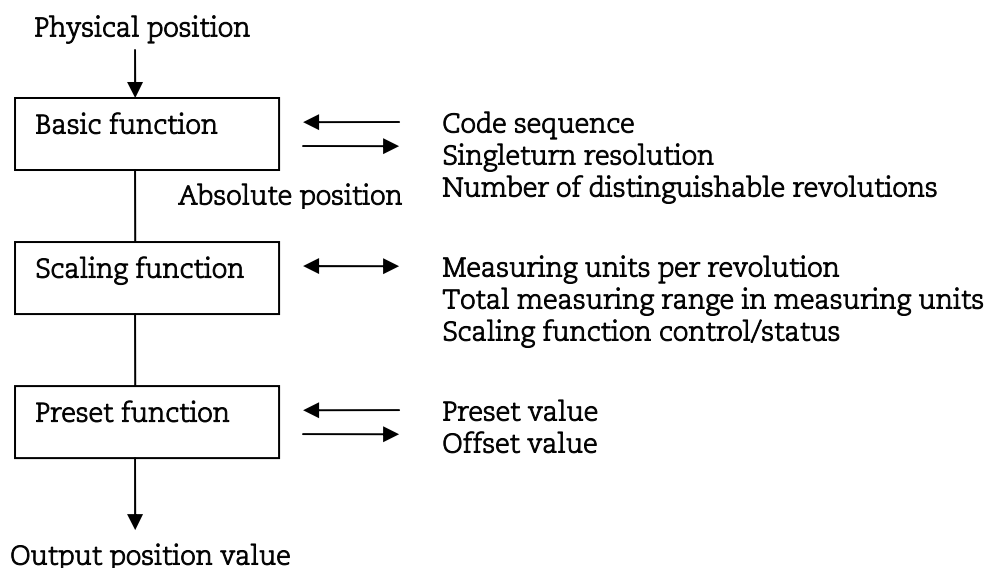 Physical position
Basic function
Code sequence
Singleturn resolution
Number of distinguishable revolutions
Absolute position
Scaling function
Measuring units per revolution
Total measuring range in measuring units
Scaling function control/status
Preset function
Preset value
Offset value
Output position value